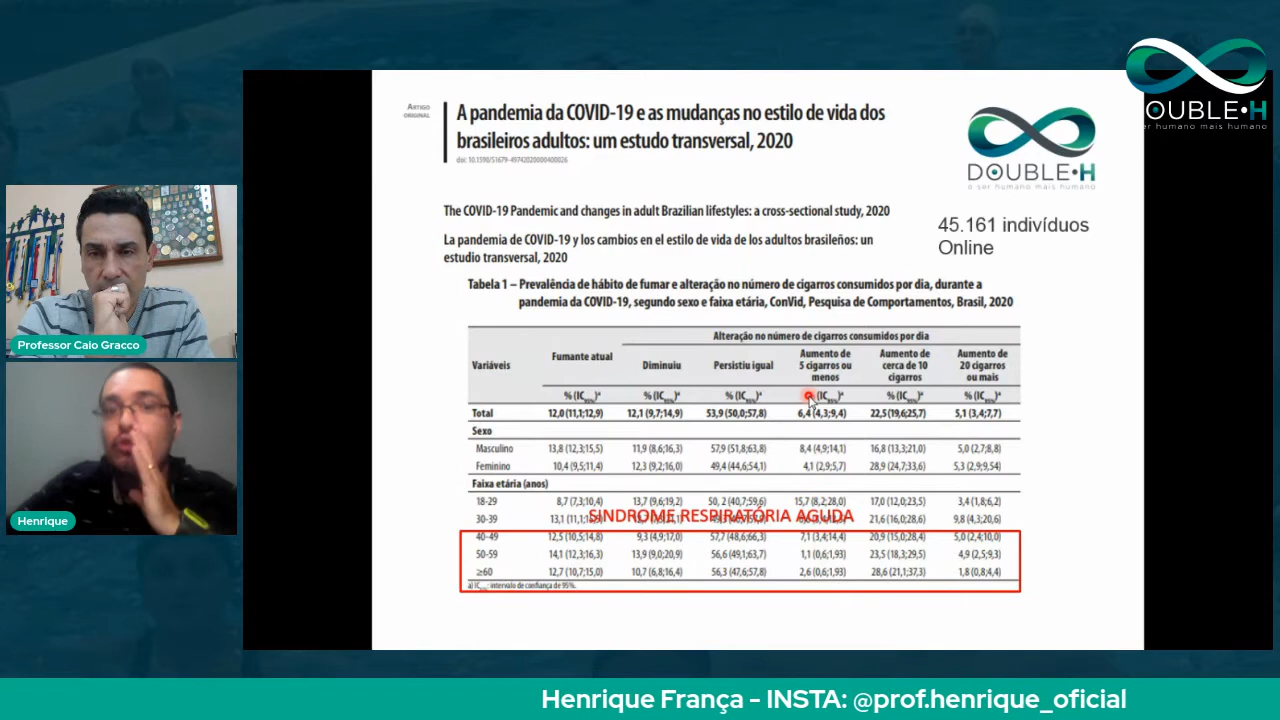 DOUBLE·H
ser humano mais humano
ARTIGO
ORIGINAL
A pandemia da COVID-19 e as mudanças no estilo de vida dos
brasileiros adultos: um estudo transversal, 2020
doi: 10.1590/S1679-49742020000400026
DOUBLE·H
o ser humano mais humano
The COVID-19 Pandemic and changes in adult Brazilian lifestyles: a cross-sectional study, 2020
La pandemia de COVID-19 y los cambios en el estilo de vida de los adultos brasileños: un
estudio transversal, 2020
45.161 indivíduos
Online
Tabela 1 – Prevalência de hábito de fumar e alteração no número de cigarros consumidos por dia, durante a
pandemia da COVID-19, segundo sexo e faixa etária, ConVid, Pesquisa de Comportamentos, Brasil, 2020
Alteração no número de cigarros consumidos por dia
Variáveis Fumante atual Diminuiu Persistiu igual Aumento de 5 cigarros ou menos Aumento de cerca de 10 cigarros Aumento de 20 cigarros ou mais
% (IC95%)a % (IC95%)a % (IC95%)a (IC95%)a % (IC95%)a % (IC95%)a
Total 12,0 (11,1;12,9) 12,1 (9,7;14,9) 53,9 (50,0;57,8) 6,4 (4,3;9,4) 22,5 (19,6;25,7) 5,1 (3,4;7,7)
Sexo
Masculino 13,8 (12,3;15,5) 11,9 (8,6;16,3) 57,9 (51,8;63,8) 8,4 (4,9;14,1) 16,8 (13,3;21,0) 5,0 (2,7;8,8)
Feminino 10,4 (9,5;11,4) 12,3 (9,2;16,0) 49,4 (44,6;54,1) 4,1 (2,9;5,7) 28,9 (24,7;33,6) 5,3 (2,9;9,54)
Faixa etária (anos)
18-29 8,7 (7,3;10,4) 13,7 (9,6;19,2) 50, 2 (40,7;59,6) 15,7 (8,2;28,0) 17,0 (12,0;23,5) 3,4 (1,8;6,2)
SINDROME RESPIRATÓRIA AGUDA
30-39 21,6 (16,0;28,6) 9,8 (4,3;20,6)
40-49 12,5 (10,5;14,8) 9,3 (4,9;17,0) 57,7 (48,6;66,3) 7,1 (3,4;14,4) 20,9 (15,0;28,4) 5,0 (2,4;10,0)
50-59 14,1 (12,3;16,3) 13,9 (9,0;20,9) 56,6 (49,1;63,7) 1,1 (0,6;1,93) 23,5 (18,3;29,5) 4,9 (2,5;9,3)
≥60 12,7 (10,7;15,0) 10,7 (6,8;16,4) 56,3 (47,6;57,8) 2,6 (0,6;1,93) 28,6 (21,1;37,3) 1,8 (0,8;4,4)
a) IC95%: intervalo de confiança de 95%.
Professor Caio Gracco
Henrique
Henrique França - INSTA: @prof.henrique_oficial